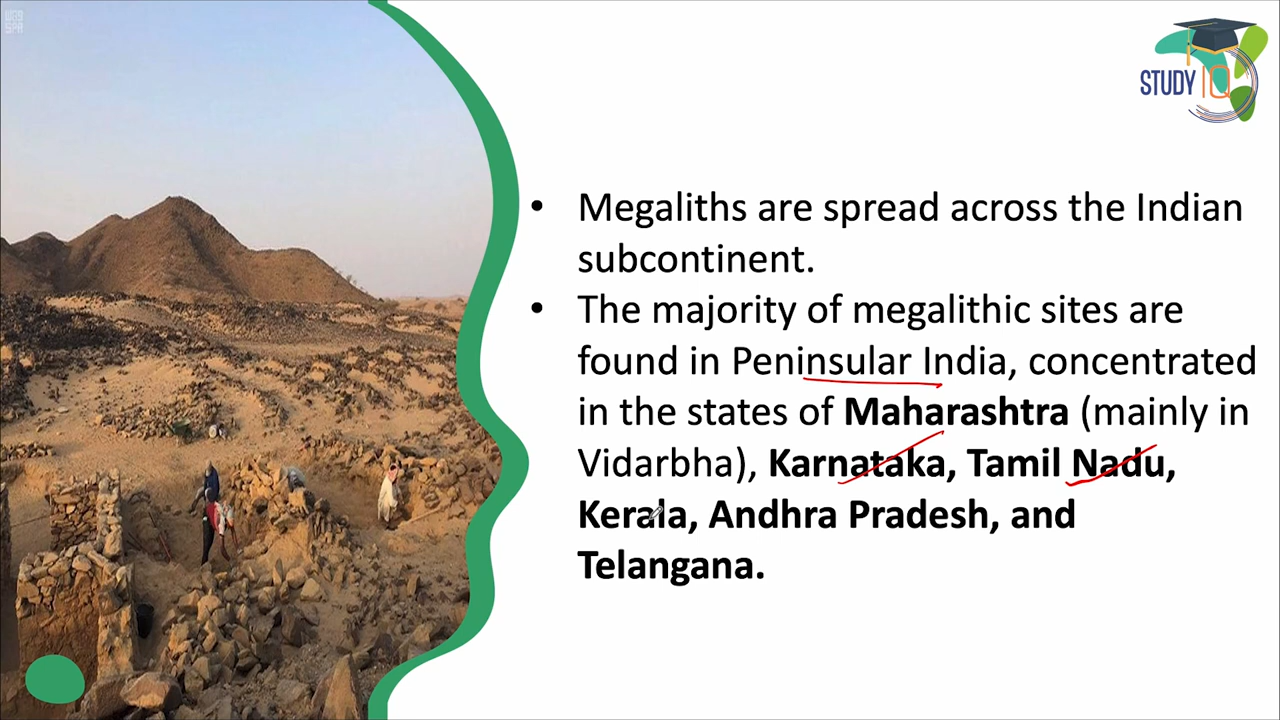 STUDY IQ
• Megaliths are spread across the Indian
subcontinent.
• The majority of megalithic sites are
found in Peninsular India, concentrated
in the states of Maharashtra (mainly in
Vidarbha), Karnataka, Tamil Nadu,
Kerala, Andhra Pradesh, and
Telangana.